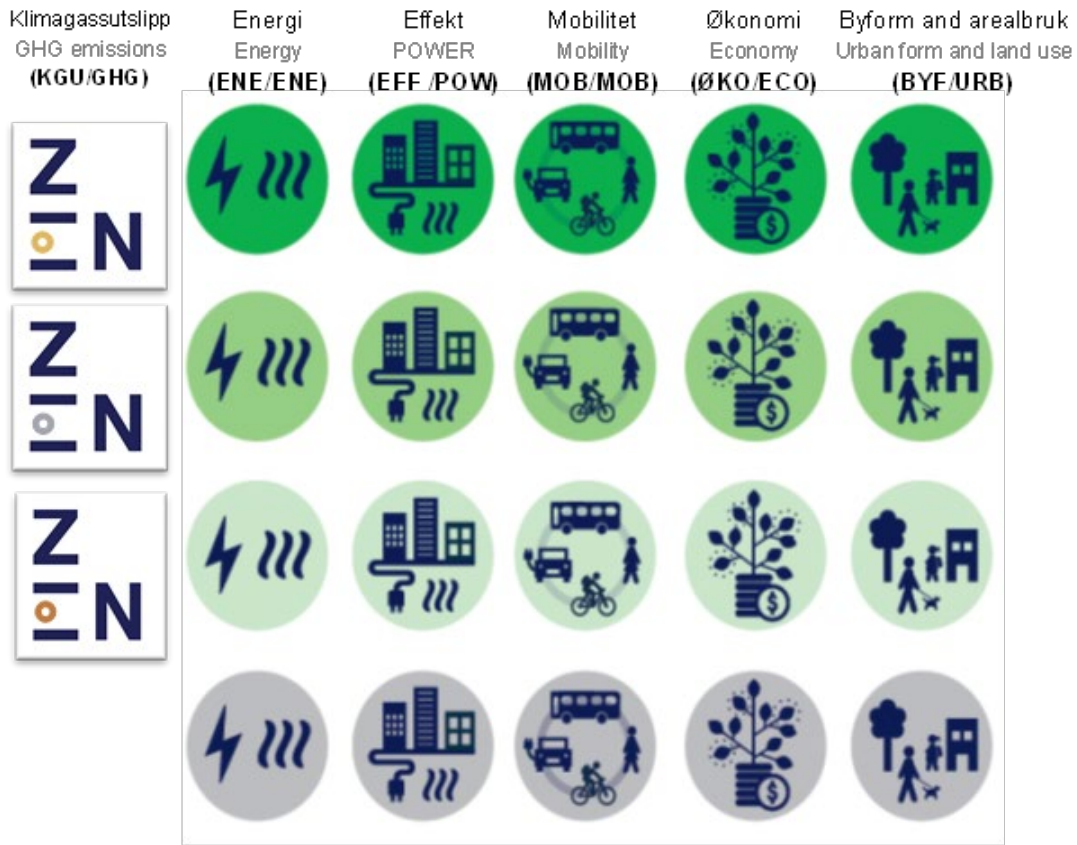 Klimagassutslipp
GHG emissions
(KGU/GHG)
Energi
Energy
(ENE/ENE)
Effekt
POWER
(EFF /POW)
Mobilitet
Mobility
(MOB/MOB)
Økonomi
Economy
(ØKO/ECO)
Byform and arealbruk
Urban form and land use
(BYF/URB)
Z
N
Z
N
Z
N
$
$
$
$